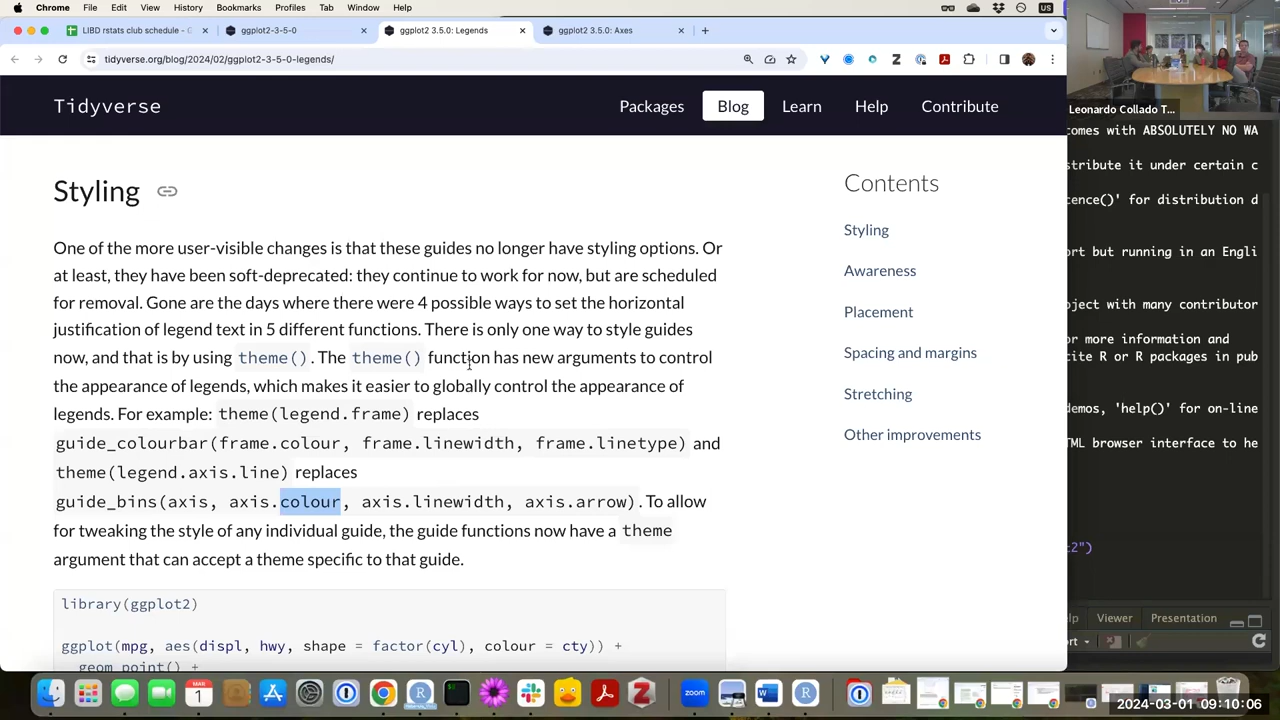 Chrome File Edit View History Bookmarks Profiles Tab Window Help US
LIBD rstats club schedule - G
ggplot2-3-5-0
ggplot2 3.5.0: Legends
ggplot2 3.5.0: Axes
tidyverse.org/blog/2024/02/ggplot2-3-5-0-legends/
Tidyverse
Packages Blog Learn Help Contribute
Styling
One of the more user-visible changes is that these guides no longer have styling options. Or
at least, they have been soft-deprecated: they continue to work for now, but are scheduled
for removal. Gone are the days where there were 4 possible ways to set the horizontal
justification of legend text in 5 different functions. There is only one way to style guides
now, and that is by using theme(). The theme() function has new arguments to control
the appearance of legends, which makes it easier to globally control the appearance of
legends. For example: theme(legend.frame) replaces
guide_colourbar(frame.colour, frame.linewidth, frame.linetype) and
theme(legend.axis.line) replaces
guide_bins(axis, axis.colour, axis.linewidth, axis.arrow). To allow
for tweaking the style of any individual guide, the guide functions now have a theme
argument that can accept a theme specific to that guide.
library(ggplot2)
ggplot(mpg, aes(displ, hwy, shape = factor(cyl), colour = cty)) +
geom_point() +
Contents
Styling
Awareness
Placement
Spacing and margins
Stretching
Other improvements
Leonardo Collado T...
comes with ABSOLUTELY NO WA
stribute it under certain c
ence()' for distribution d
ort but running in an Engli
oject with many contributor
or more information and
cite R or R packages in pub
demos, 'help()' for on-line
TML browser interface to he
t2")
lp Viewer Presentation
ort
MAR
1
2024-03-01 09:10:06